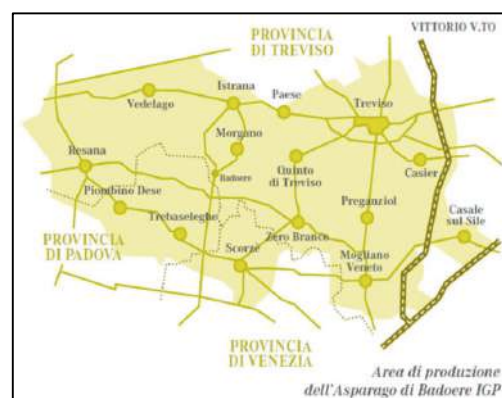 VITTORIO V.TO
PROVINCIA
DI TREVISO
Istrana
Vedelago
Paese
Treviso
Morgano
Resana
Badoere
Quinto
di Treviso
Casier
Piombino Dese
Preganziol
Trebaseleghe
Casale
sul Sile
Zero Branco
PROVINCIA
DI PADOVA
Scorzè
Mogliano
Veneto
PROVINCIA
DI VENEZIA
Area di produzione
dell'Asparago di Badoere IGP